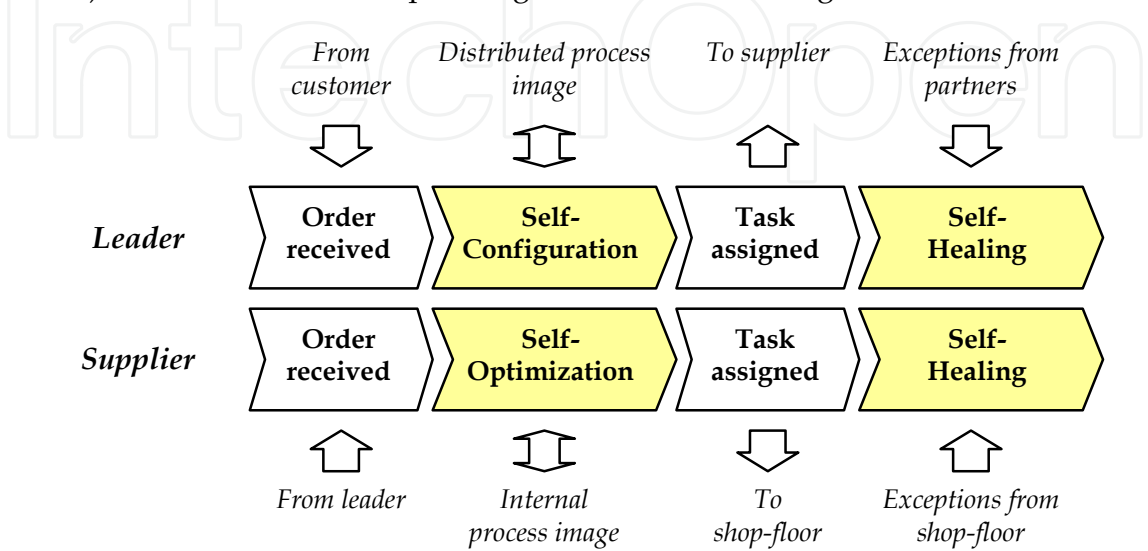 From
customer
Distributed process
image
To supplier
Exceptions from
partners
IntechOpen
Leader
Order
received
Self-
Configuration
Task
assigned
Self-
Healing
Supplier
Order
received
Self-
Optimization
Task
assigned
Self-
Healing
From leader
Internal
process image
To
shop-floor
Exceptions from
shop-floor